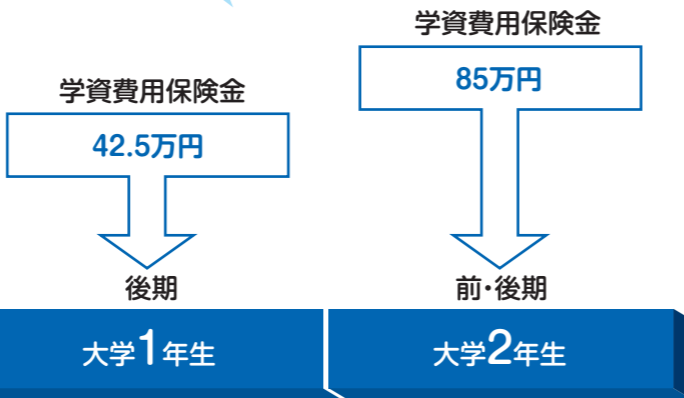 学資費用保険金
85万円
学資費用保険金
42.5万円
後期
前・後期
大学1年生
大学2年生